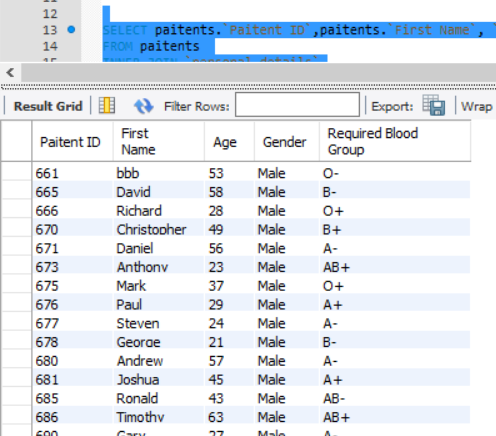 12
13 SELECT paitents.`Paitent ID`,paitents.`First Name`,
14 FROM paitents
Result Grid Filter Rows: Export: Wrap
Paitent ID First Name Age Gender Required Blood Group
661 bbb 53 Male O-
665 David 58 Male B-
666 Richard 28 Male O+
670 Christopher 49 Male B+
671 Daniel 56 Male A-
673 Anthony 23 Male AB+
675 Mark 37 Male O+
676 Paul 29 Male A+
677 Steven 24 Male A-
678 George 21 Male B-
680 Andrew 57 Male A-
681 Joshua 45 Male A+
685 Ronald 43 Male AB-
686 Timothy 63 Male AB+
690 Gary 27 Male A-